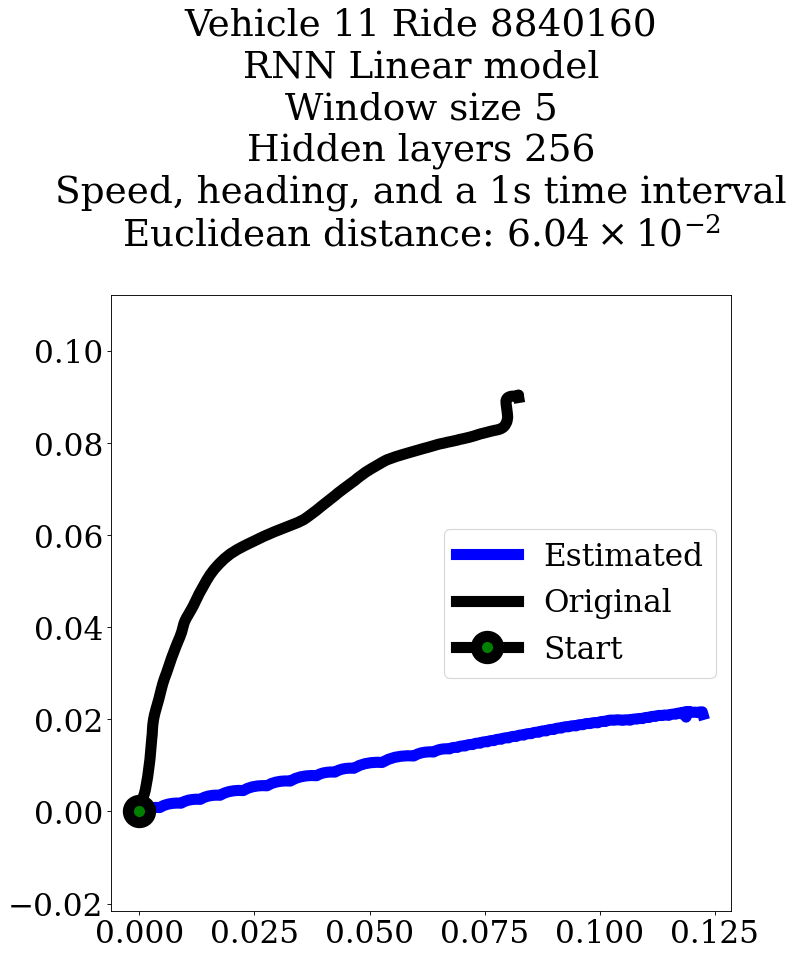 Vehicle 11 Ride 8840160
RNN Linear model
Window size 5
Hidden layers 256
Speed, heading, and a 1s time interval
Euclidean distance: 6.04 × 10⁻²
0.10
0.08
0.06
0.04
0.02
0.00
−0.02
Estimated
Original
Start
0.000 0.025 0.050 0.075 0.100 0.125